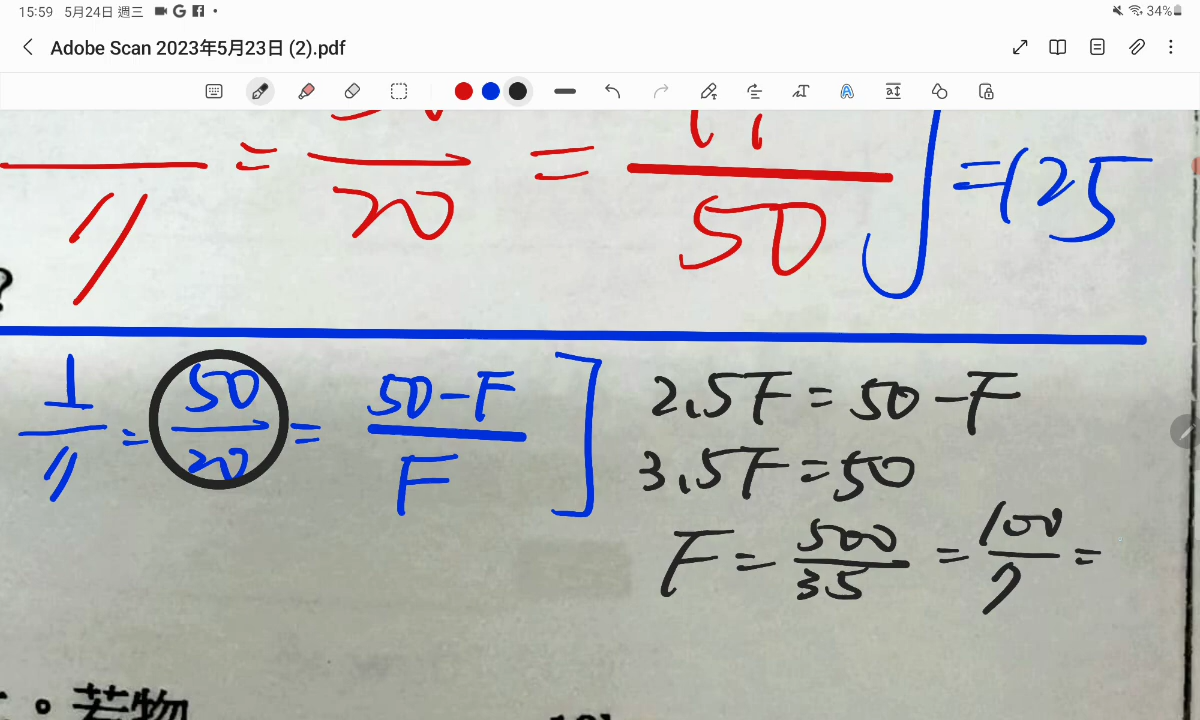 15:59 5月24日 週三 G • 34%
Adobe Scan 2023年5月23日 (2).pdf
= — 20 = — 50 = 125
?
1 — 11 = 50 — 20 = 50-F — F ]
2.5F = 50 - F
3.5F = 50
F = 500 — 35 = 100 — 7 =
。若物